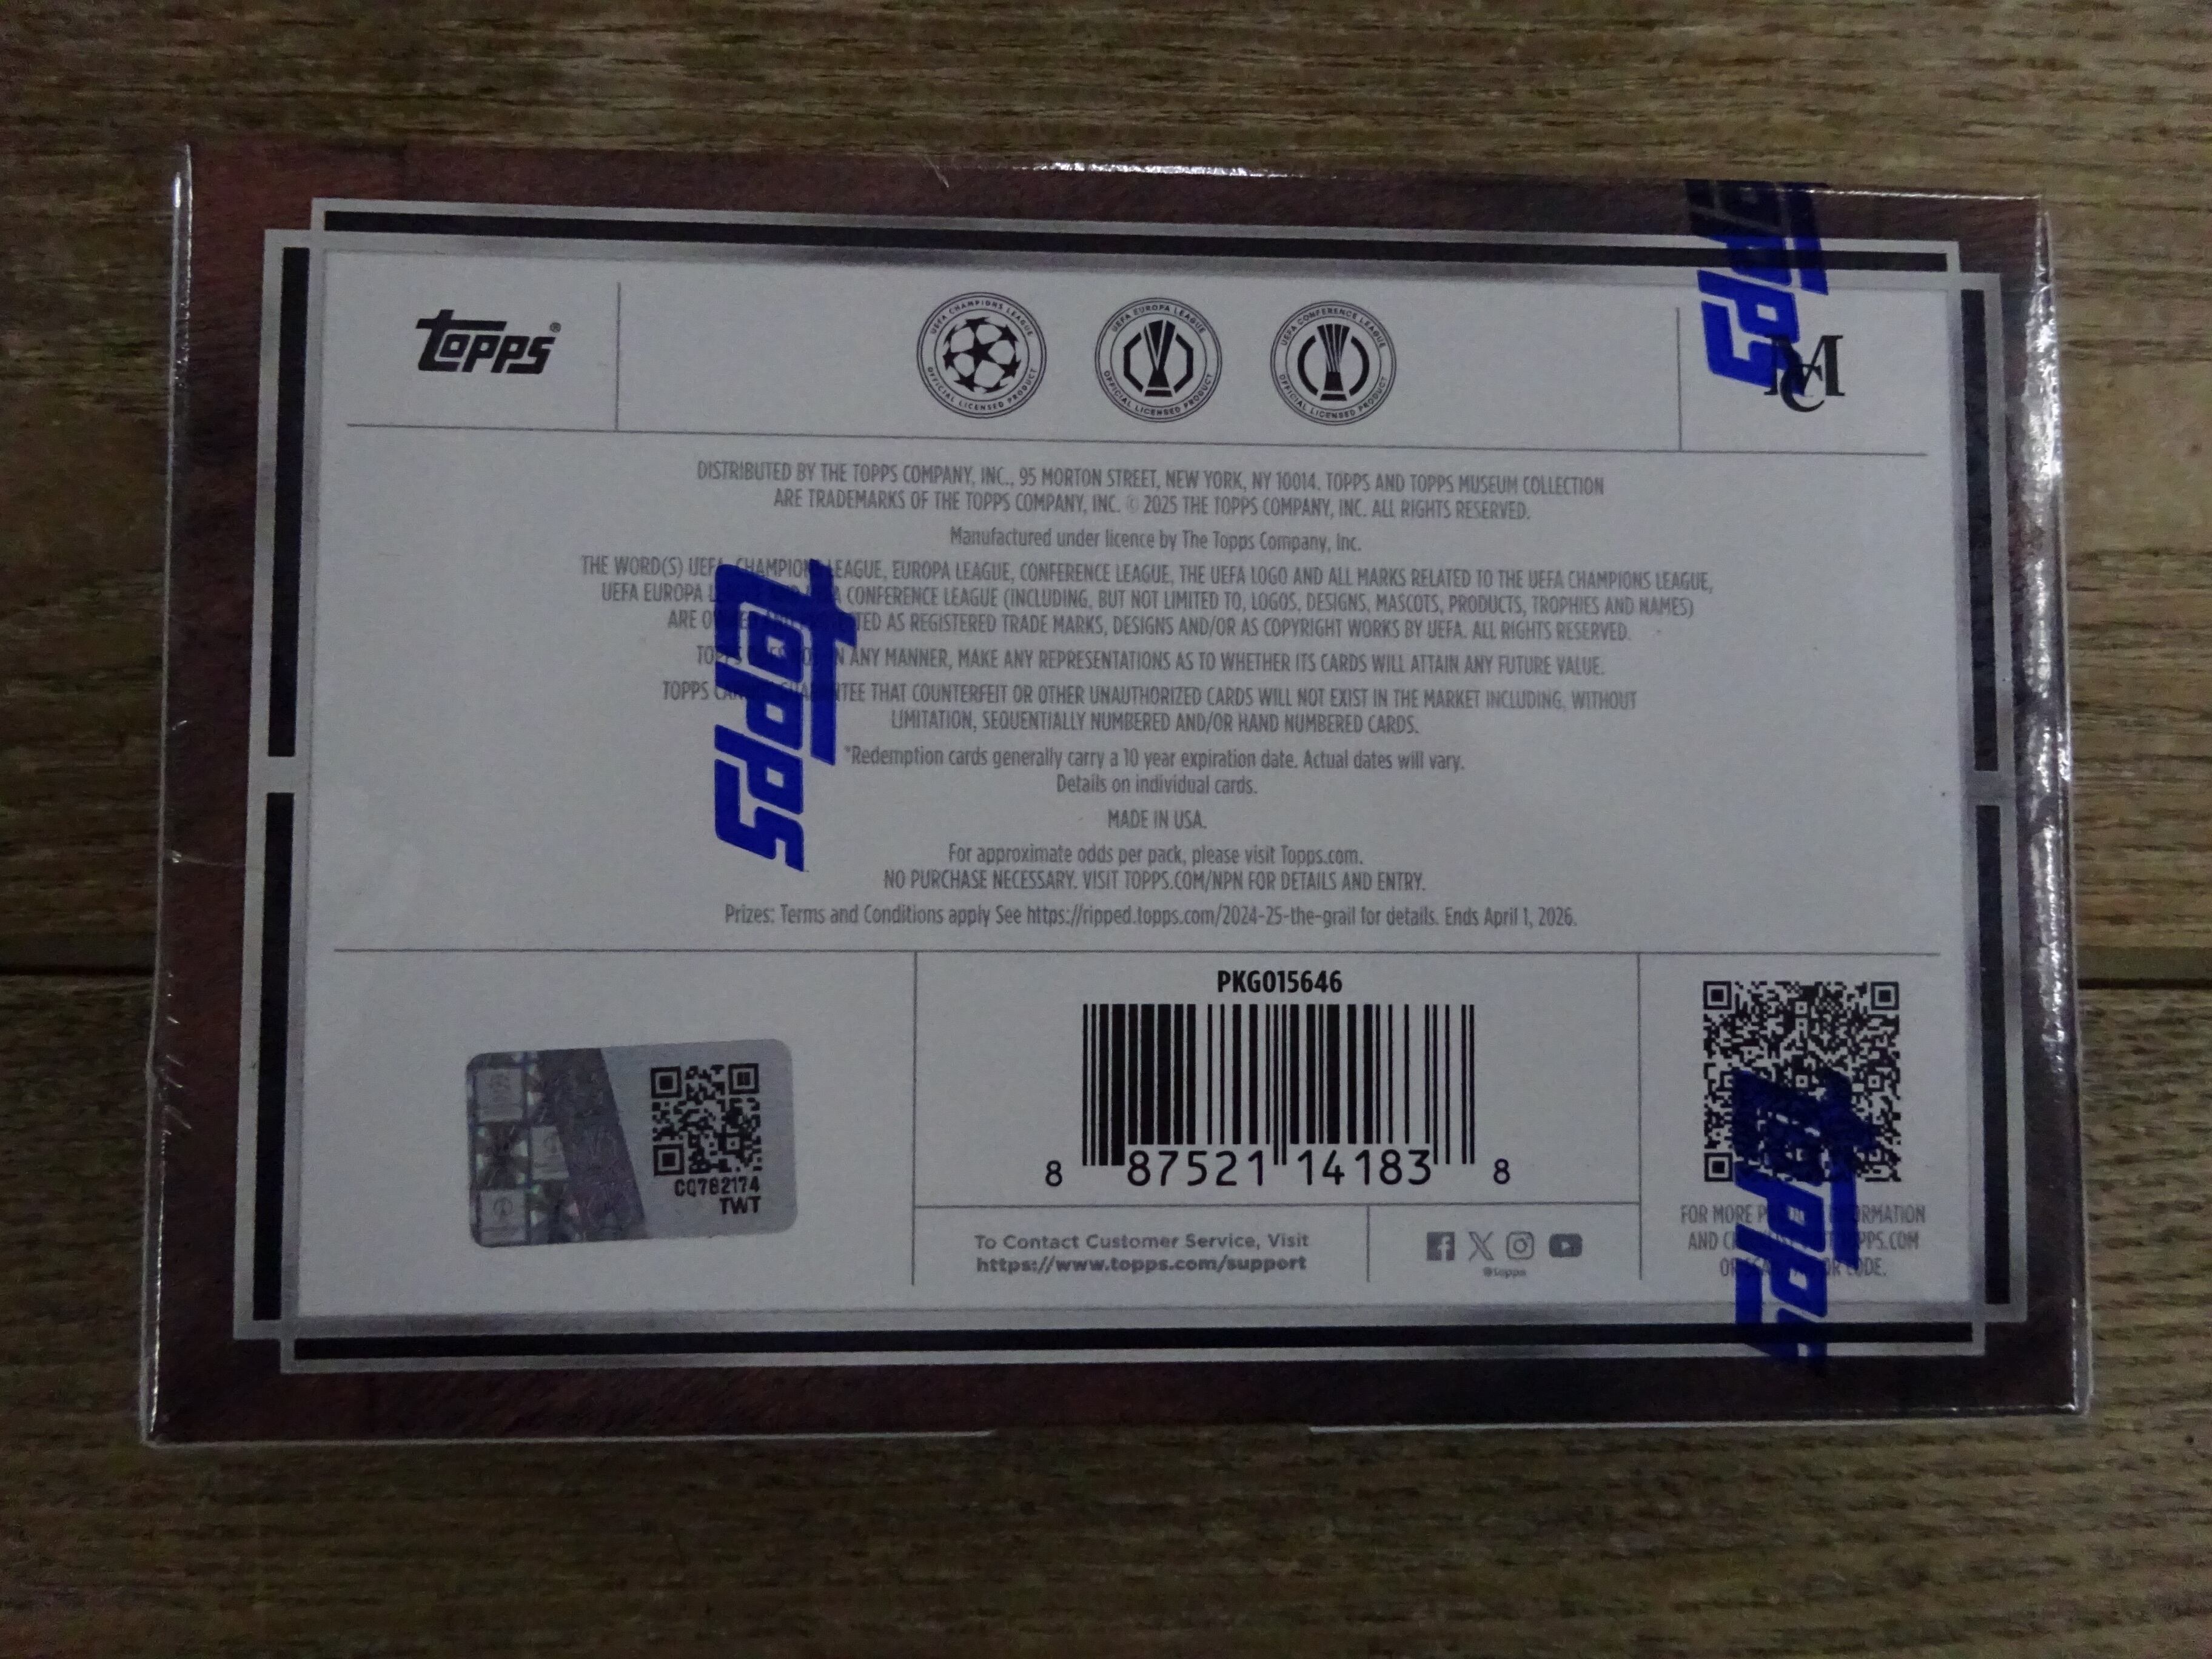 topps®
UEFA CHAMPIONS LEAGUE OFFICIAL LICENSED PRODUCT
UEFA EUROPA LEAGUE OFFICIAL LICENSED PRODUCT
UEFA CONFERENCE LEAGUE OFFICIAL LICENSED PRODUCT
topps
MC
DISTRIBUTED BY THE TOPPS COMPANY, INC., 95 MORTON STREET, NEW YORK, NY 10014. TOPPS AND TOPPS MUSEUM COLLECTION
ARE TRADEMARKS OF THE TOPPS COMPANY, INC. © 2025 THE TOPPS COMPANY, INC. ALL RIGHTS RESERVED.
Manufactured under licence by The Topps Company, Inc.
THE WORD(S) UEFA, CHAMPIONS LEAGUE, EUROPA LEAGUE, CONFERENCE LEAGUE, THE UEFA LOGO AND ALL MARKS RELATED TO THE UEFA CHAMPIONS LEAGUE,
UEFA EUROPA CONFERENCE LEAGUE (INCLUDING, BUT NOT LIMITED TO, LOGOS, DESIGNS, MASCOTS, PRODUCTS, TROPHIES AND NAMES)
ARE OWNED AND AS REGISTERED TRADE MARKS, DESIGNS AND/OR AS COPYRIGHT WORKS BY UEFA. ALL RIGHTS RESERVED.
TOPPS IN ANY MANNER, MAKE ANY REPRESENTATIONS AS TO WHETHER ITS CARDS WILL ATTAIN ANY FUTURE VALUE.
TOPPS CANNOT GUARANTEE THAT COUNTERFEIT OR OTHER UNAUTHORIZED CARDS WILL NOT EXIST IN THE MARKET INCLUDING, WITHOUT
LIMITATION, SEQUENTIALLY NUMBERED AND/OR HAND NUMBERED CARDS.
topps
*Redemption cards generally carry a 10 year expiration date. Actual dates will vary.
Details on individual cards.
MADE IN USA.
For approximate odds per pack, please visit Topps.com.
NO PURCHASE NECESSARY. VISIT TOPPS.COM/NPN FOR DETAILS AND ENTRY.
Prizes: Terms and Conditions apply See https://ripped.topps.com/2024-25-the-grail for details. Ends April 1, 2026.
CQ782174
TWT
PKG015646
8 87521 14183 8
To Contact Customer Service, Visit
https://www.topps.com/support
@topps
topps
FOR MORE INFORMATION
AND
OR CODE.